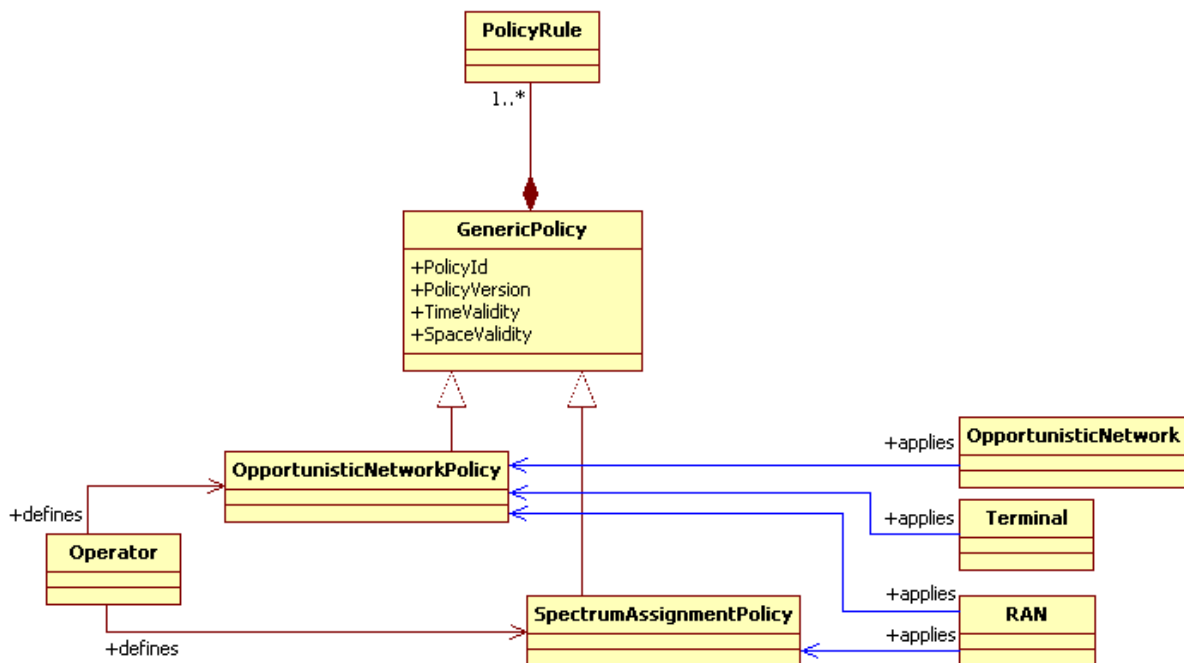 PolicyRule
1..*
GenericPolicy
+PolicyId
+PolicyVersion
+TimeValidity
+SpaceValidity
OpportunisticNetworkPolicy
+applies
OpportunisticNetwork
+applies
Terminal
+defines
Operator
+defines
SpectrumAssignmentPolicy
+applies
+applies
RAN